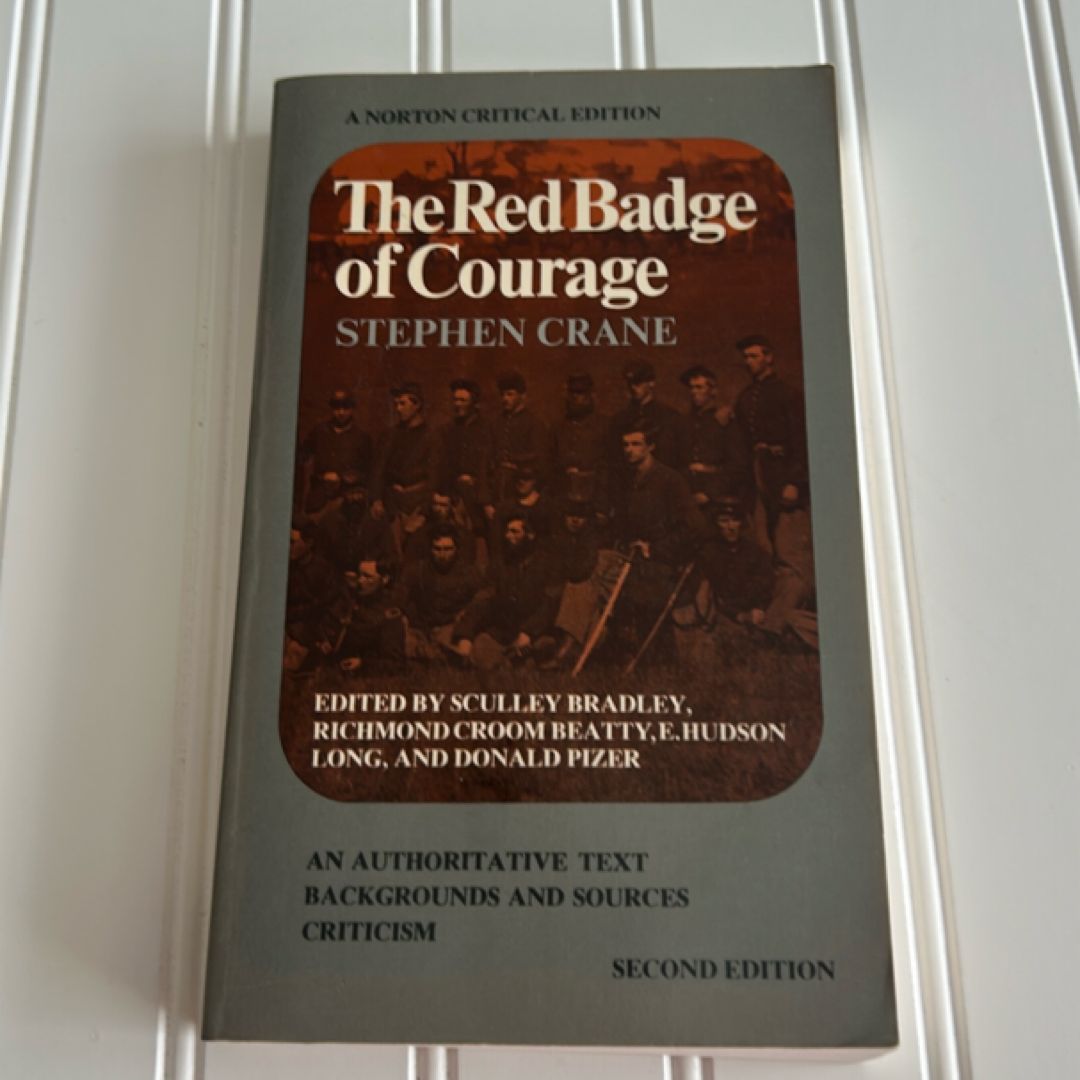 A NORTON CRITICAL EDITION
The Red Badge
of Courage
STEPHEN CRANE
EDITED BY SCULLEY BRADLEY,
RICHMOND CROOM BEATTY, E. HUDSON
LONG, AND DONALD PIZER
AN AUTHORITATIVE TEXT
BACKGROUNDS AND SOURCES
CRITICISM
SECOND EDITION